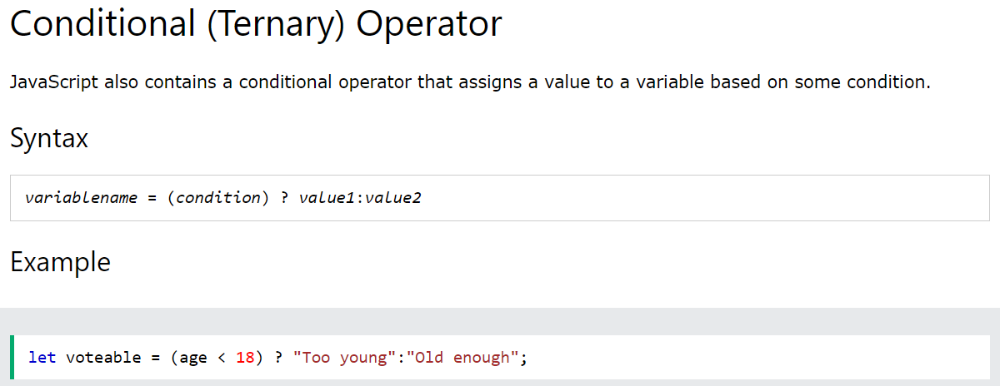 Conditional (Ternary) Operator
JavaScript also contains a conditional operator that assigns a value to a variable based on some condition.
Syntax
variablename = (condition) ? value1:value2
Example
let voteable = (age < 18) ? "Too young":"Old enough";